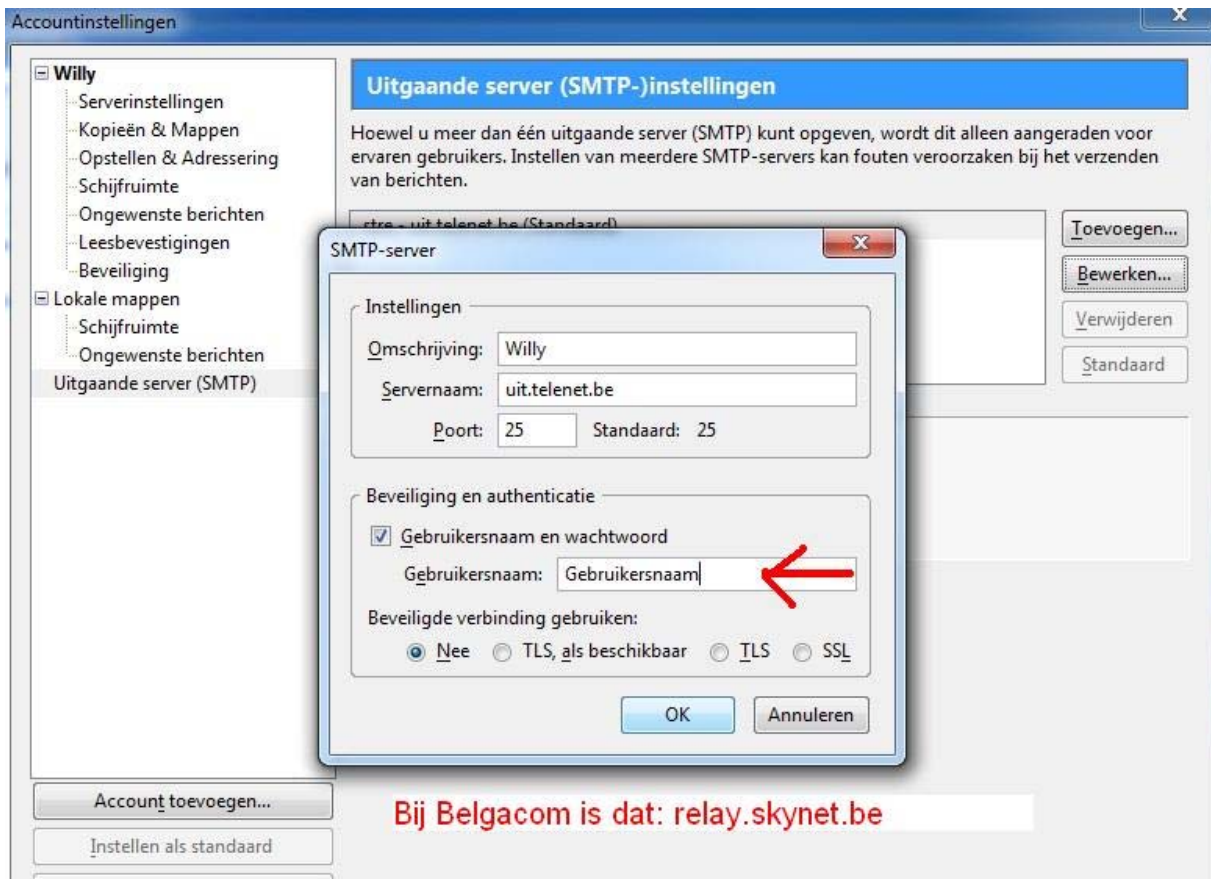 Accountinstellingen
X
Willy
Serverinstellingen
Kopieën & Mappen
Opstellen & Adressering
Schijfruimte
Ongewenste berichten
Leesbevestigingen
Beveiliging
Lokale mappen
Schijfruimte
Ongewenste berichten
Uitgaande server (SMTP)
Account toevoegen...
Instellen als standaard
Uitgaande server (SMTP-)instellingen
Hoewel u meer dan één uitgaande server (SMTP) kunt opgeven, wordt dit alleen aangeraden voor
ervaren gebruikers. Instellen van meerdere SMTP-servers kan fouten veroorzaken bij het verzenden
van berichten.
stre - uit.telenet.be (Standaard)
Toevoegen...
Bewerken...
Verwijderen
Standaard
SMTP-server
Instellingen
Omschrijving: Willy
Servernaam: uit.telenet.be
Poort: 25 Standaard: 25
Beveiliging en authenticatie
Gebruikersnaam en wachtwoord
Gebruikersnaam: Gebruikersnaam
Beveiligde verbinding gebruiken:
Nee TLS, als beschikbaar TLS SSL
OK Annuleren
Bij Belgacom is dat: relay.skynet.be